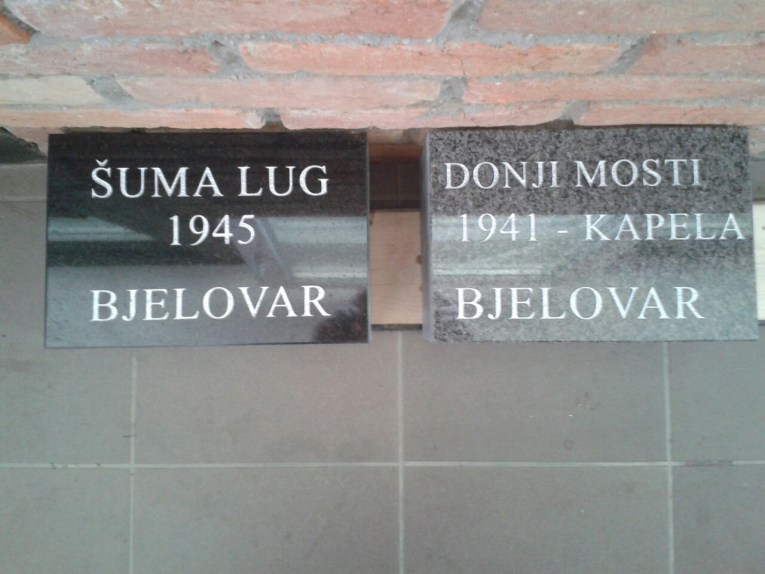 ŠUMA LUG
1945
BJELOVAR
DONJI MOSTI
1941 - KAPELA
BJELOVAR